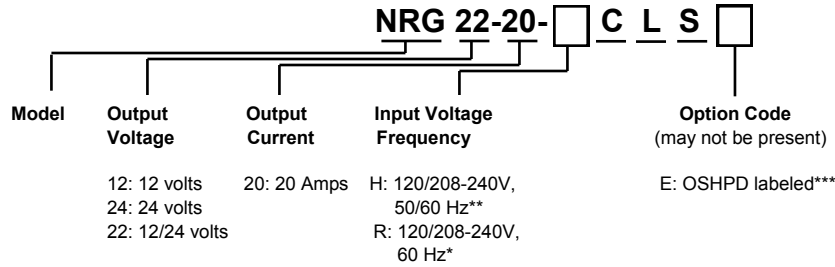 NRG 22-20- C L S
Model Output Voltage Output Current Input Voltage Frequency Option Code (may not be present)
12: 12 volts
24: 24 volts
22: 12/24 volts
20: 20 Amps
H: 120/208-240V,
50/60 Hz**
R: 120/208-240V,
60 Hz*
E: OSHPD labeled***